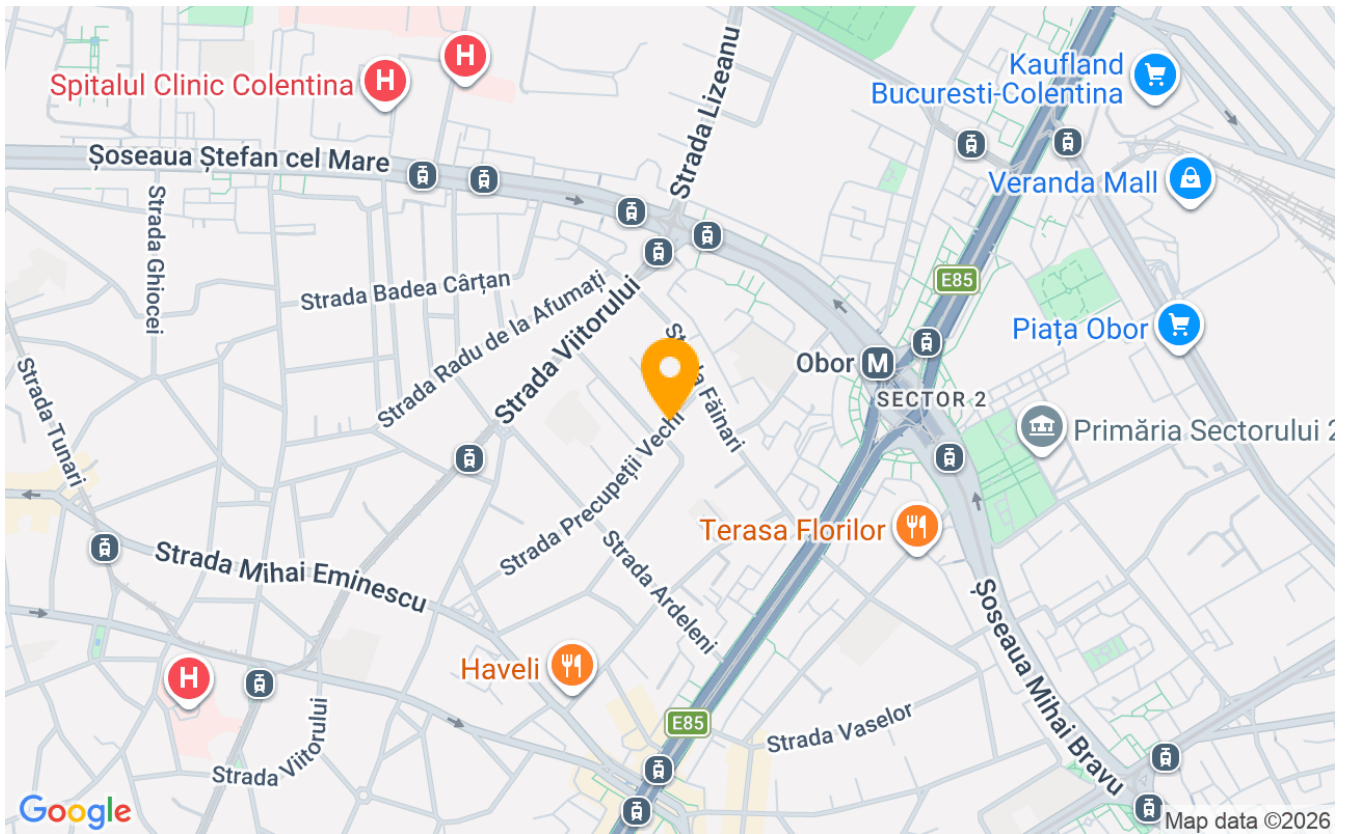 Spitalul Clinic Colentina
H
H
Strada Lizeanu
Kaufland
Bucuresti-Colentina
Șoseaua Ștefan cel Mare
Veranda Mall
Strada Ghiocei
Strada Badea Cârțan
Strada Radu de la Afumați
Strada Viitorului
E85
Piața Obor
Obor M
SECTOR 2
Strada Făinari
Strada Tunari
Strada Precupeții Vechi
Primăria Sectorului 2
Terasa Florilor
Strada Mihai Eminescu
Strada Ardeleni
Șoseaua Mihai Bravu
Haveli
H
E85
Strada Vaselor
Strada Viitorului
Google
Map data ©2026